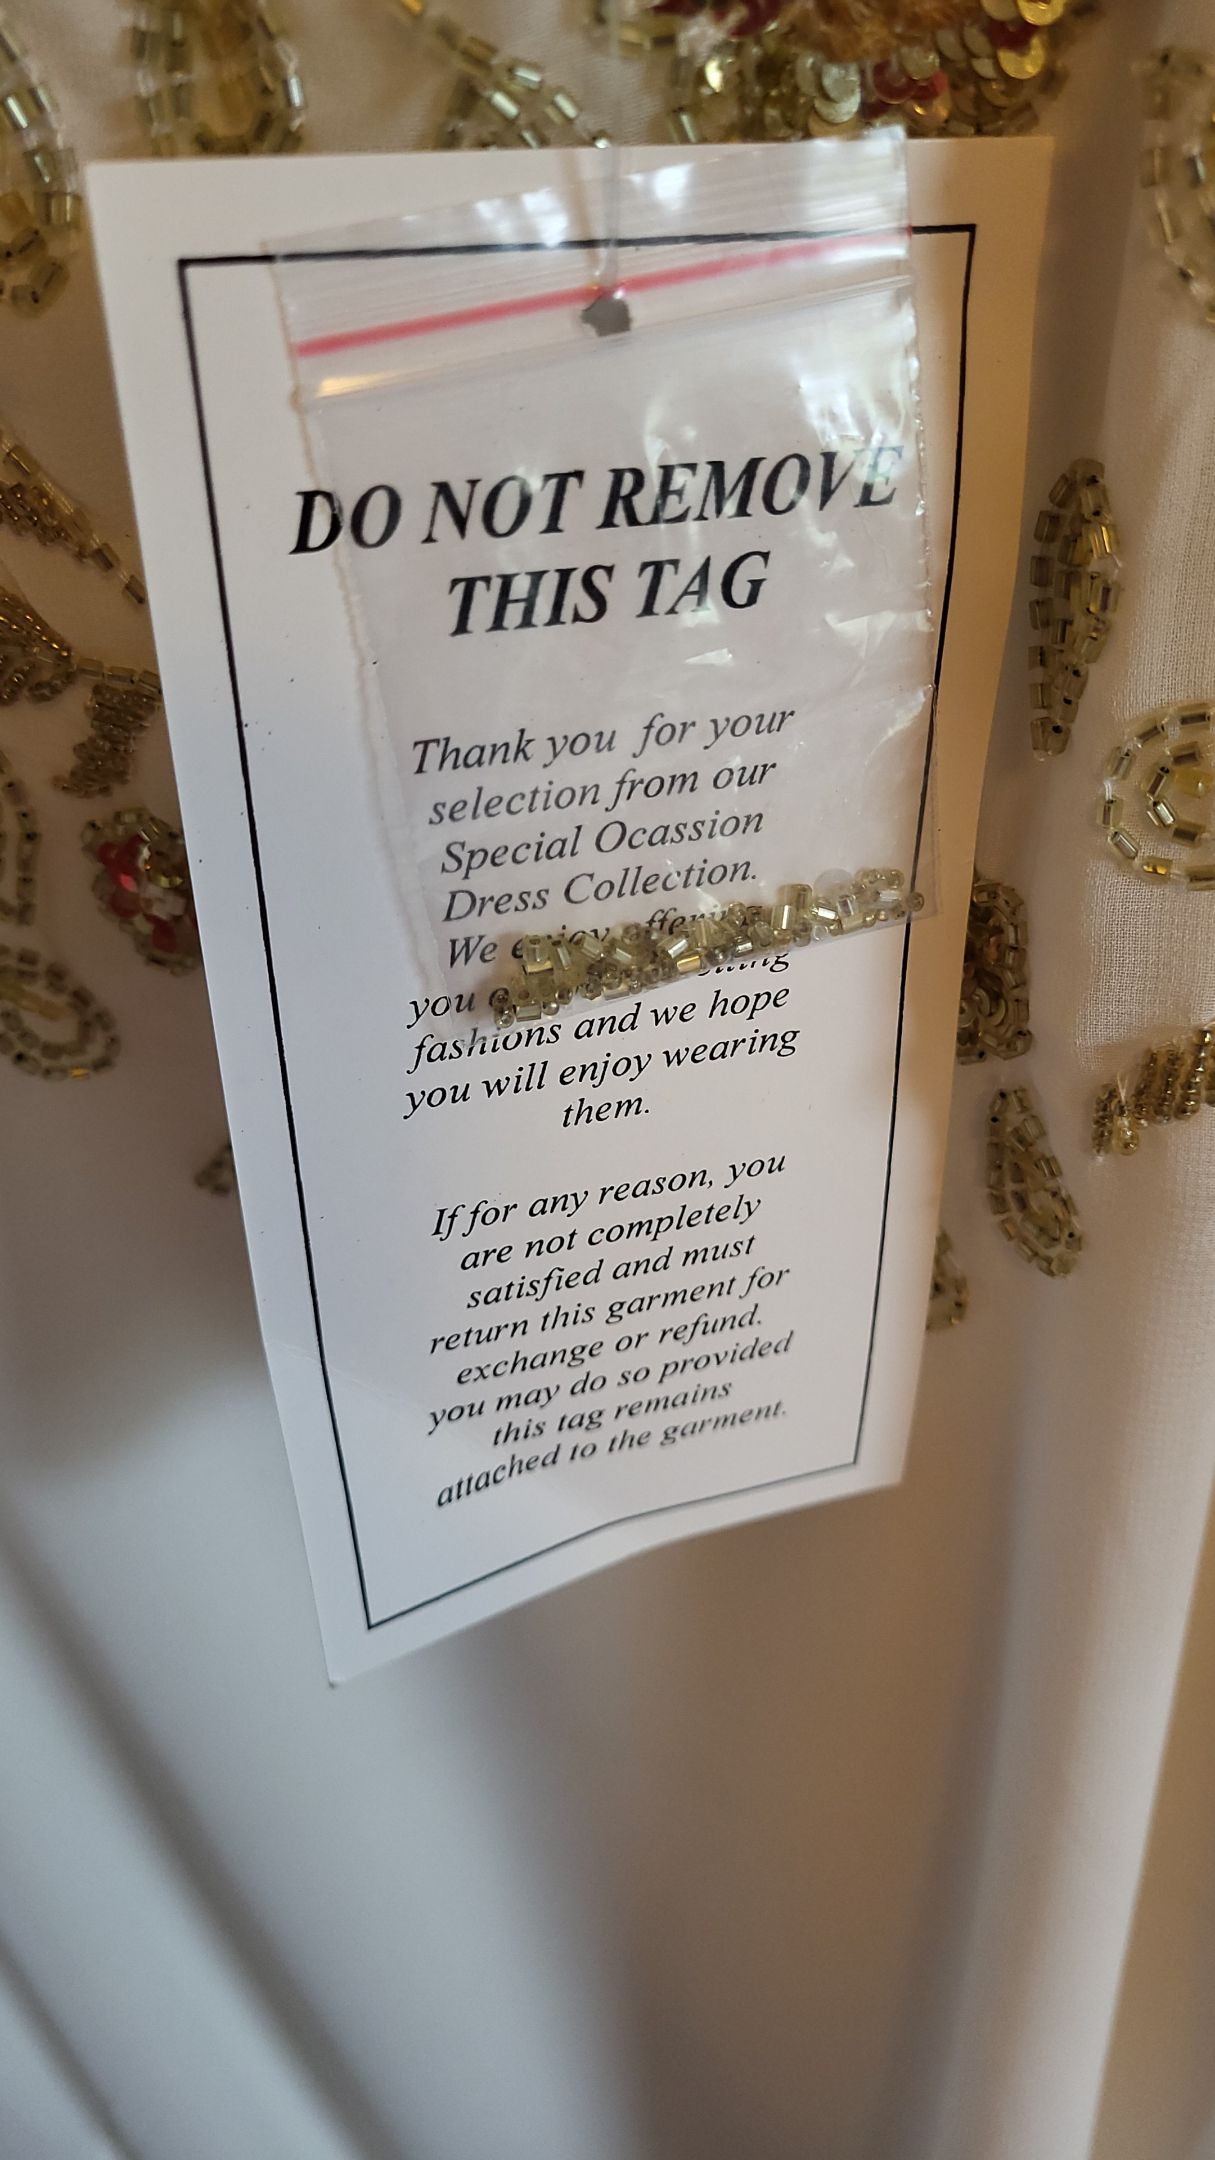 DO NOT REMOVE
THIS TAG
Thank you for your
selection from our
Special Ocassion
Dress Collection.
We enjoy offering
you
fashions and we hope
you will enjoy wearing
them.
If for any reason, you
are not completely
satisfied and must
return this garment for
exchange or refund.
you may do so provided
this tag remains
attached to the garment.